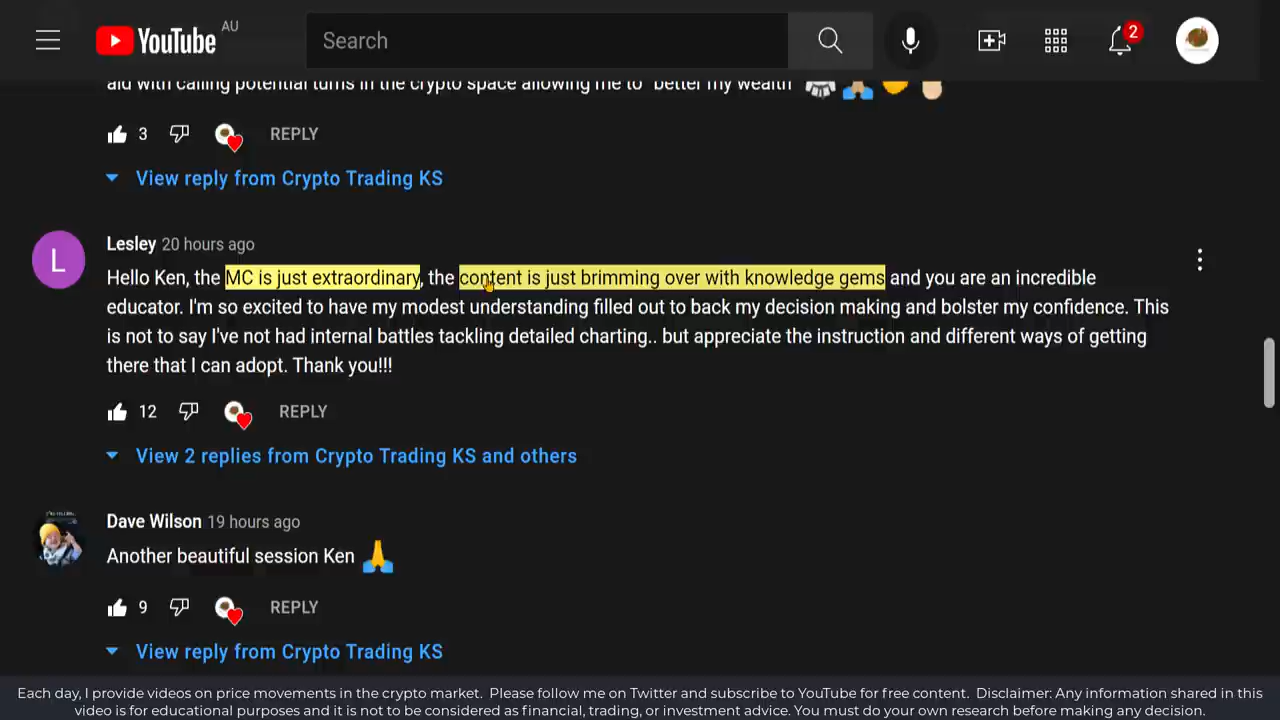 YouTube AU
Search
2
aid with calling potential turns in the crypto space allowing me to better my wealth
3 REPLY
View reply from Crypto Trading KS
L
Lesley 20 hours ago
Hello Ken, the MC is just extraordinary, the content is just brimming over with knowledge gems and you are an incredible
educator. I'm so excited to have my modest understanding filled out to back my decision making and bolster my confidence. This
is not to say I've not had internal battles tackling detailed charting.. but appreciate the instruction and different ways of getting
there that I can adopt. Thank you!!!
12 REPLY
View 2 replies from Crypto Trading KS and others
Dave Wilson 19 hours ago
Another beautiful session Ken 🙏
9 REPLY
View reply from Crypto Trading KS
Each day, I provide videos on price movements in the crypto market. Please follow me on Twitter and subscribe to YouTube for free content. Disclaimer: Any information shared in this
video is for educational purposes and it is not to be considered as financial, trading, or investment advice. You must do your own research before making any decision.